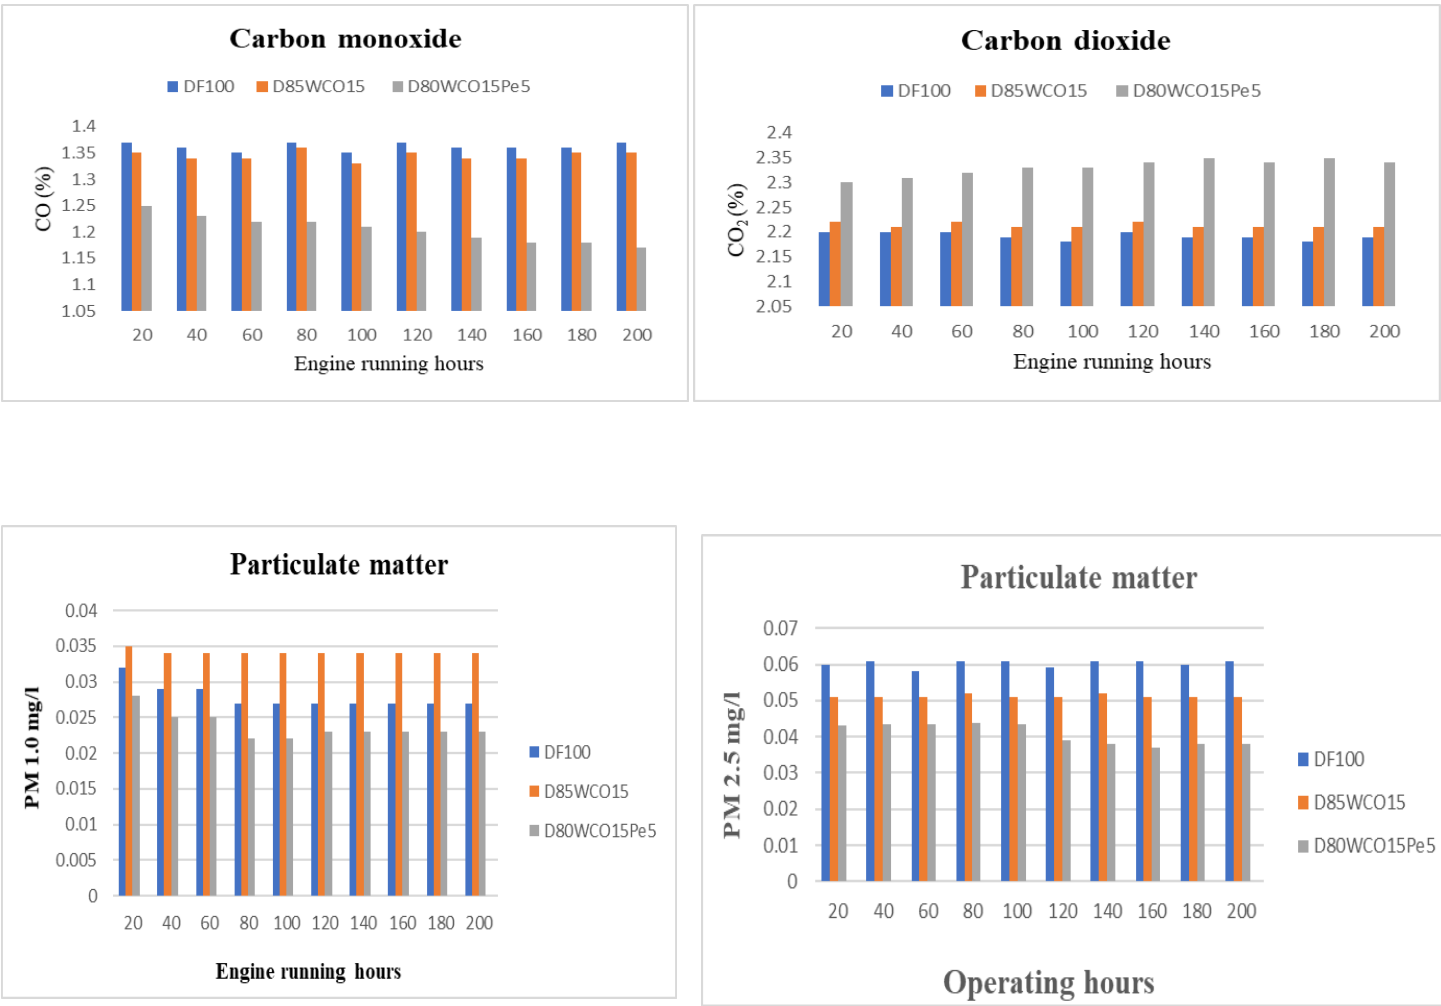 Carbon monoxide
DF100 D85WCO15 D80WCO15Pe5
CO (%)
1.4
1.35
1.3
1.25
1.2
1.15
1.1
1.05
20 40 60 80 100 120 140 160 180 200
Engine running hours
Carbon dioxide
DF100 D85WCO15 D80WCO15Pe5
CO₂ (%)
2.4
2.35
2.3
2.25
2.2
2.15
2.1
2.05
20 40 60 80 100 120 140 160 180 200
Engine running hours
Particulate matter
PM 1.0 mg/l
0.04
0.035
0.03
0.025
0.02
0.015
0.01
0.005
0
20 40 60 80 100 120 140 160 180 200
Engine running hours
DF100
D85WCO15
D80WCO15Pe5
Particulate matter
PM 2.5 mg/l
0.07
0.06
0.05
0.04
0.03
0.02
0.01
0
20 40 60 80 100 120 140 160 180 200
Operating hours
DF100
D85WCO15
D80WCO15Pe5